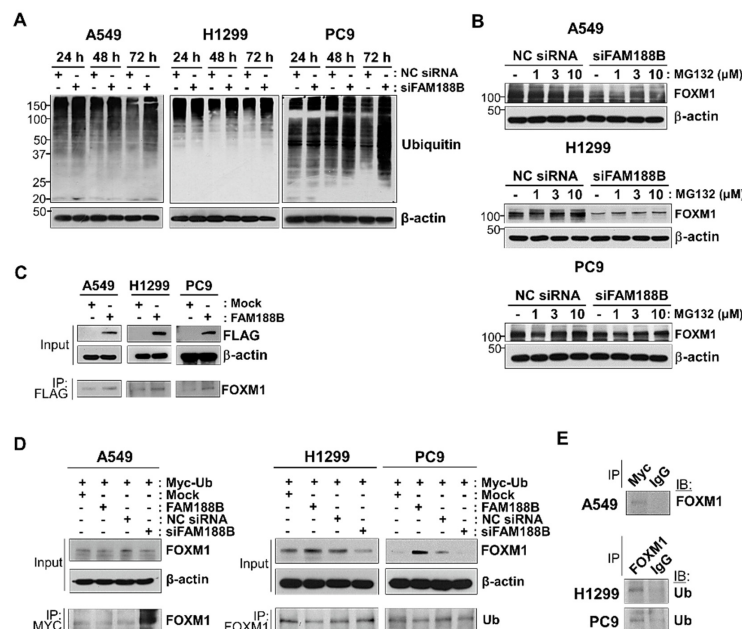 A
A549 H1299 PC9
24 h 48 h 72 h 24 h 48 h 72 h 24 h 48 h 72 h
+ - + - + - + - + - + - + - + - + - : NC siRNA
- + - + - + - + - + - + - + - + - + : siFAM188B
150
100
75
50
37
25
20
Ubiquitin
50
β-actin
B
A549
NC siRNA siFAM188B
- 1 3 10 - 1 3 10 : MG132 (µM)
100 FOXM1
50
β-actin
H1299
NC siRNA siFAM188B
- 1 3 10 - 1 3 10 : MG132 (µM)
100 FOXM1
50
β-actin
PC9
NC siRNA siFAM188B
- 1 3 10 - 1 3 10 : MG132 (µM)
100 FOXM1
50
β-actin
C
A549 H1299 PC9
+ - + - + - : Mock
- + - + - + : FAM188B
Input FLAG
β-actin
IP: FLAG FOXM1
D
A549
+ + + + : Myc-Ub
+ - - - : Mock
- + - - : FAM188B
- - + - : NC siRNA
- - - + : siFAM188B
Input FOXM1
β-actin
IP: MYC FOXM1
H1299 PC9
+ + + + + + + + : Myc-Ub
+ - - - + - - - : Mock
- + - - - + - - : FAM188B
- - + - - - + - : NC siRNA
- - - + - - - + : siFAM188B
Input FOXM1
β-actin
IP: FOXM1 Ub
E
IP Myc IgG IB:
A549 FOXM1
IP FOXM1 IgG IB:
H1299 Ub
PC9 Ub